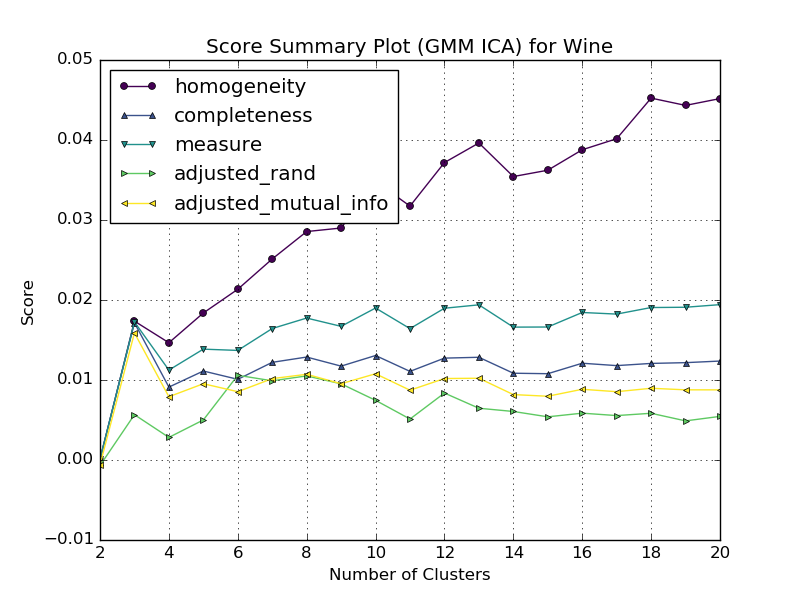 Score Summary Plot (GMM ICA) for Wine
0.05
0.04
0.03
0.02
0.01
0.00
−0.01
Score
homogeneity
completeness
measure
adjusted_rand
adjusted_mutual_info
2 4 6 8 10 12 14 16 18 20
Number of Clusters